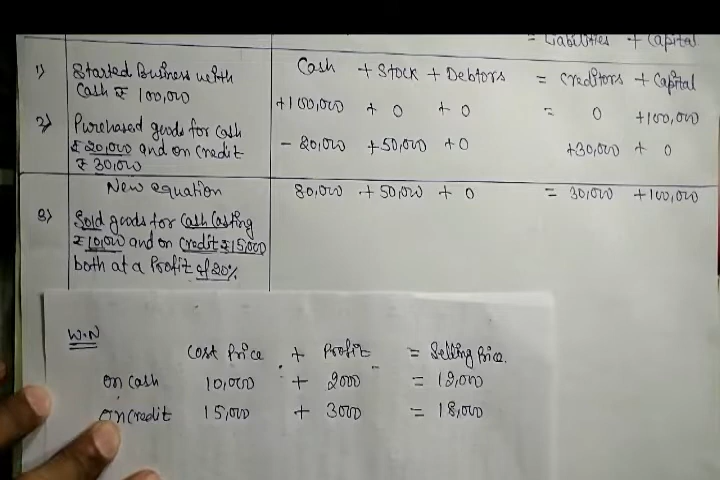 = Liabilities + Capital
1) Started Business with Cash + Stock + Debtors = Creditors + Capital
Cash ₹ 100,000 +100,000 + 0 + 0 = 0 +100,000
2) Purchased goods for cash
₹ 20,000 and on credit - 20,000 +50,000 +0 +30,000 + 0
₹ 30,000
New equation 80,000 + 50,000 + 0 = 30,000 +100,000
3) Sold goods for cash Costing
₹ 10,000 and on credit ₹ 15,000
both at a Profit of 20%
W.N
Cost Price + Profit = Selling Price.
On cash 10,000 + 2000 = 12,000
On credit 15,000 + 3000 = 18,000